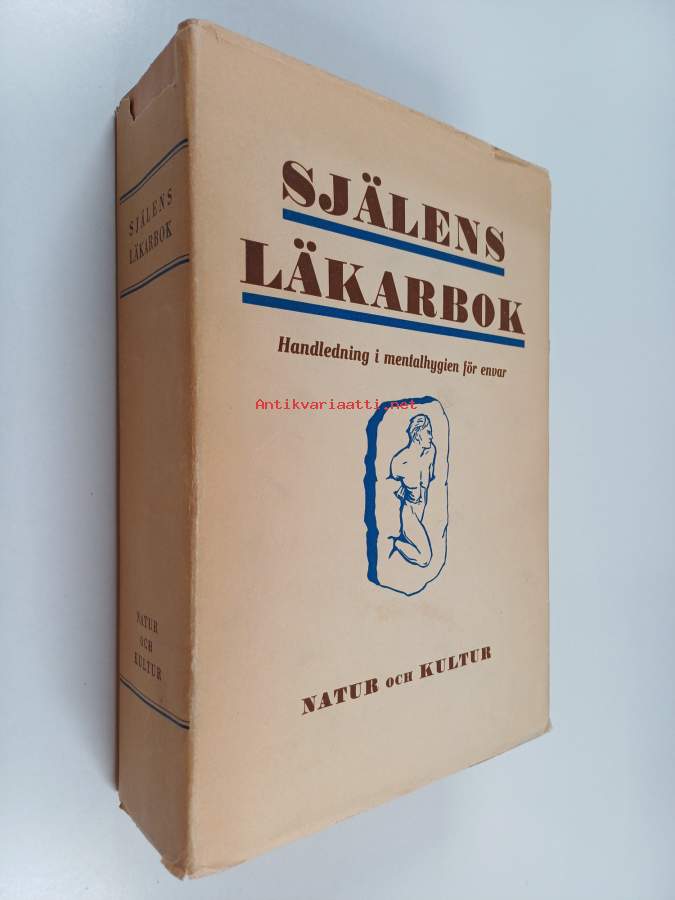 SJÄLENS
LÄKARBOK
Handledning i mentalhygien för envar
Antikvariaatti.net
NATUR OCH KULTUR
SJÄLENS
LÄKARBOK
NATUR
OCH
KULTUR